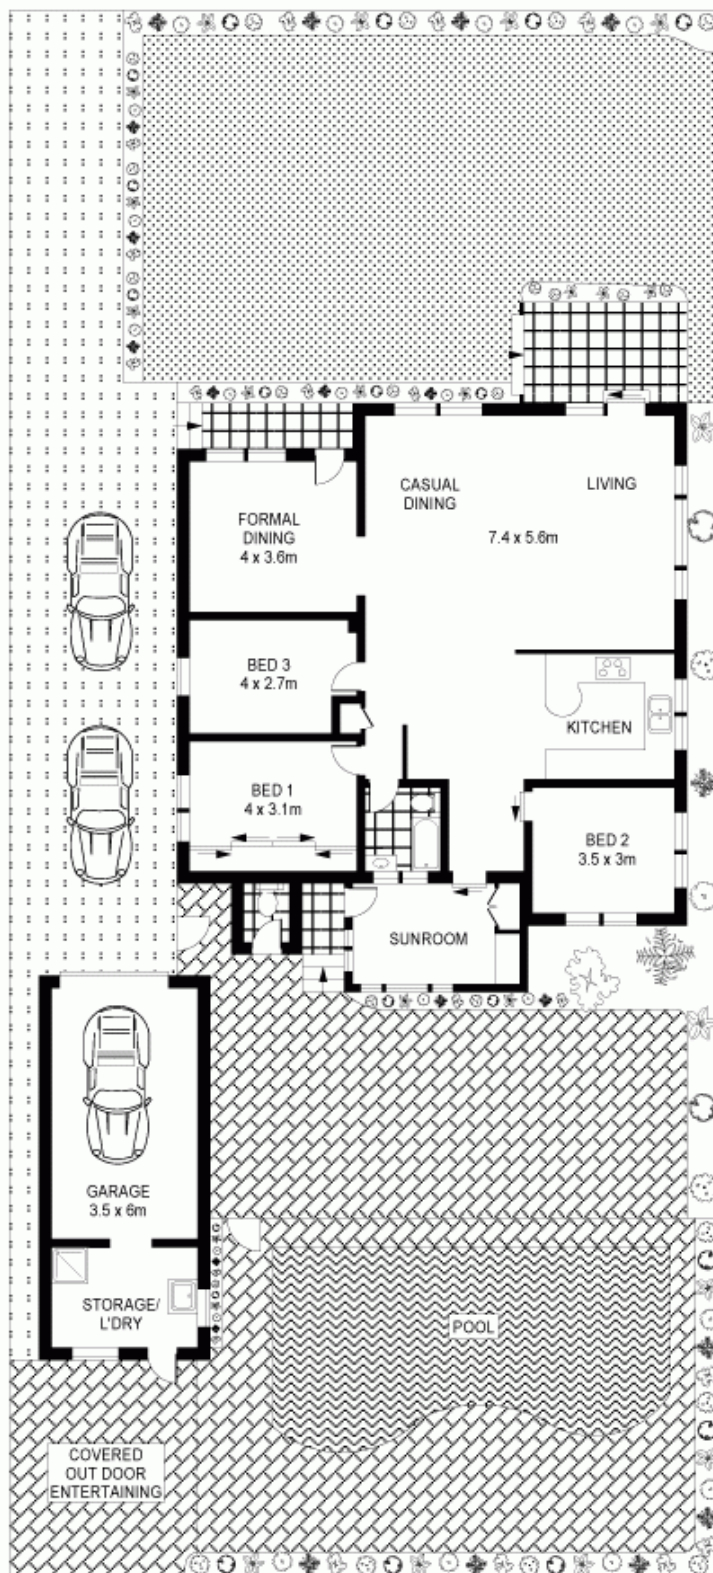 CASUAL
DINING
LIVING
7.4 x 5.6m
FORMAL
DINING
4 x 3.6m
BED 3
4 x 2.7m
KITCHEN
BED 1
4 x 3.1m
BED 2
3.5 x 3m
SUNROOM
GARAGE
3.5 x 6m
STORAGE/
L'DRY
POOL
COVERED
OUT DOOR
ENTERTAINING